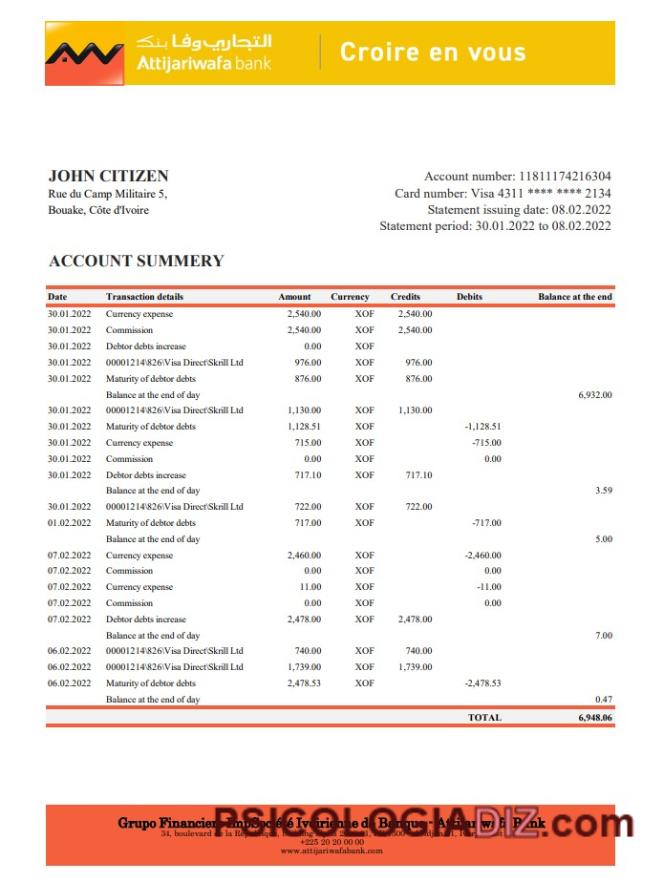 التجاري وفا بنك
Attijariwafa bank
Croire en vous
JOHN CITIZEN
Rue du Camp Militaire 5,
Bouake, Côte d'Ivoire
Account number: 11811174216304
Card number: Visa 4311 **** **** 2134
Statement issuing date: 08.02.2022
Statement period: 30.01.2022 to 08.02.2022
ACCOUNT SUMMERY
Date Transaction details Amount Currency Credits Debits Balance at the end
30.01.2022 Currency expense 2,540.00 XOF 2,540.00
30.01.2022 Commission 2,540.00 XOF 2,540.00
30.01.2022 Debtor debts increase 0.00 XOF
30.01.2022 00001214\826\Visa Direct\Skrill Ltd 976.00 XOF 976.00
30.01.2022 Maturity of debtor debts 876.00 XOF 876.00
Balance at the end of day 6,932.00
30.01.2022 00001214\826\Visa Direct\Skrill Ltd 1,130.00 XOF 1,130.00
30.01.2022 Maturity of debtor debts 1,128.51 XOF -1,128.51
30.01.2022 Currency expense 715.00 XOF -715.00
30.01.2022 Commission 0.00 XOF 0.00
30.01.2022 Debtor debts increase 717.10 XOF 717.10
Balance at the end of day 3.59
30.01.2022 00001214\826\Visa Direct\Skrill Ltd 722.00 XOF 722.00
01.02.2022 Maturity of debtor debts 717.00 XOF -717.00
Balance at the end of day 5.00
07.02.2022 Currency expense 2,460.00 XOF -2,460.00
07.02.2022 Commission 0.00 XOF 0.00
07.02.2022 Currency expense 11.00 XOF -11.00
07.02.2022 Commission 0.00 XOF 0.00
07.02.2022 Debtor debts increase 2,478.00 XOF 2,478.00
Balance at the end of day 7.00
06.02.2022 00001214\826\Visa Direct\Skrill Ltd 740.00 XOF 740.00
06.02.2022 00001214\826\Visa Direct\Skrill Ltd 1,739.00 XOF 1,739.00
06.02.2022 Maturity of debtor debts 2,478.53 XOF -2,478.53
Balance at the end of day 0.47
TOTAL 6,948.06
Grupo Ivoirienne de Banque -
PSICOLOGIADIZ.com
34, boulevard de la
+225 20 20 00 00
www.attijariwafabank.com